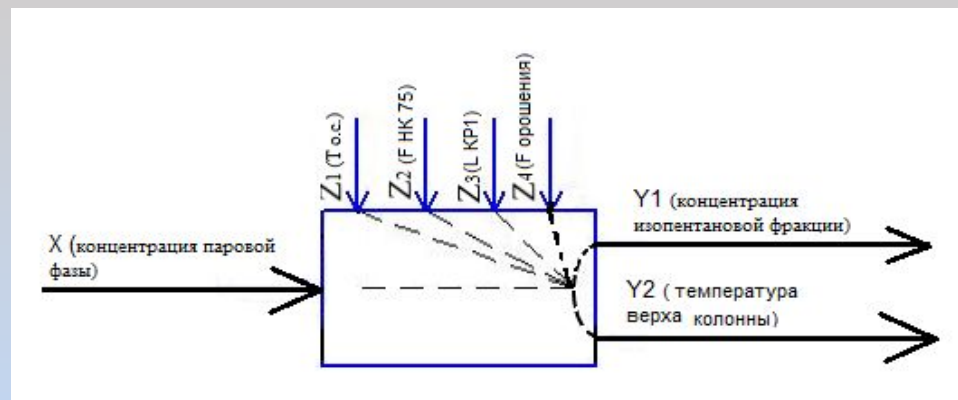 Z1 (T о.с.)
Z2 (F НК 75)
Z3(L КР1)
Z4(F орошения)
X (концентрация паровой
фазы)
Y1 (концентрация
изопентановой фракции)
Y2 ( температура
верха колонны)